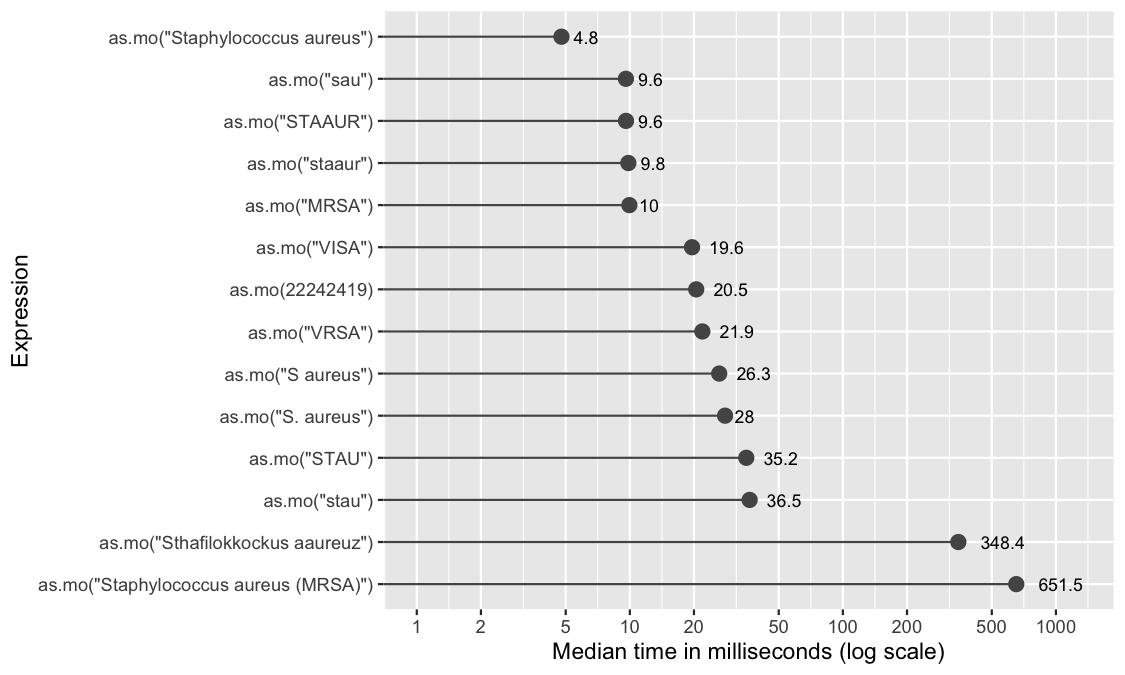 as.mo("Staphylococcus aureus") 4.8
as.mo("sau") 9.6
as.mo("STAAUR") 9.6
as.mo("staaur") 9.8
as.mo("MRSA") 10
as.mo("VISA") 19.6
as.mo(22242419) 20.5
as.mo("VRSA") 21.9
as.mo("S aureus") 26.3
as.mo("S. aureus") 28
as.mo("STAU") 35.2
as.mo("stau") 36.5
as.mo("Sthafilokkockus aaureuz") 348.4
as.mo("Staphylococcus aureus (MRSA)") 651.5
Expression
1 2 5 10 20 50 100 200 500 1000
Median time in milliseconds (log scale)